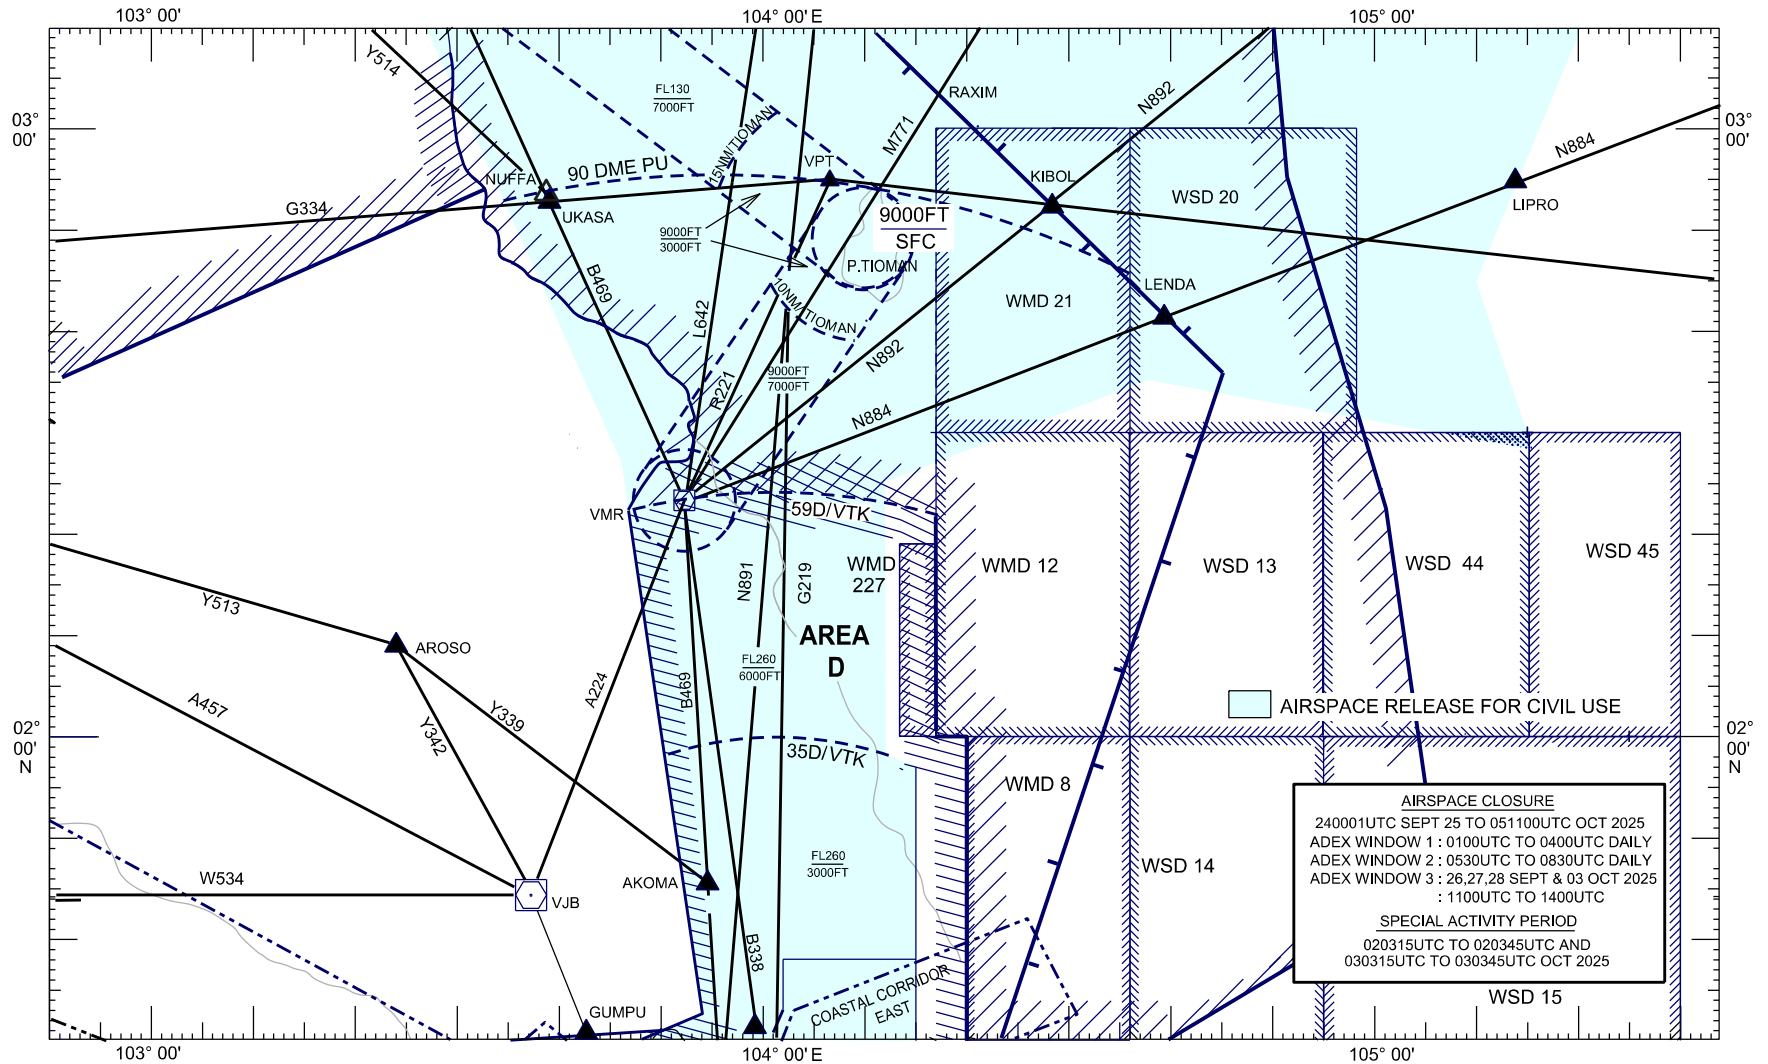 103° 00'
104° 00' E
105° 00'
Y514
FL130
7000FT
RAXIM
N892
03°
00'
03°
00'
15NM/TIOMAN
M771
N884
90 DME PU
VPT
NUFFA
KIBOL
WSD 20
LIPRO
G334
UKASA
9000FT
SFC
9000FT
3000FT
P.TIOMAN
B469
10NM/TIOMAN
LENDA
WMD 21
L642
N892
9000FT
7000FT
R221
N884
VMR
59D/VTK
WMD
227
WMD 12
WSD 13
WSD 44
WSD 45
N891
G219
Y513
AROSO
AREA
D
FL260
6000FT
A224
B469
A457
Y339
Y342
AIRSPACE RELEASE FOR CIVIL USE
02°
00'
N
02°
00'
N
35D/VTK
WMD 8
FL260
3000FT
WSD 14
AKOMA
W534
VJB
B338
AIRSPACE CLOSURE
240001UTC SEPT 25 TO 051100UTC OCT 2025
ADEX WINDOW 1 : 0100UTC TO 0400UTC DAILY
ADEX WINDOW 2 : 0530UTC TO 0830UTC DAILY
ADEX WINDOW 3 : 26,27,28 SEPT & 03 OCT 2025
: 1100UTC TO 1400UTC
SPECIAL ACTIVITY PERIOD
020315UTC TO 020345UTC AND
030315UTC TO 030345UTC OCT 2025
COASTAL CORRIDOR
EAST
WSD 15
GUMPU
103° 00'
104° 00' E
105° 00'